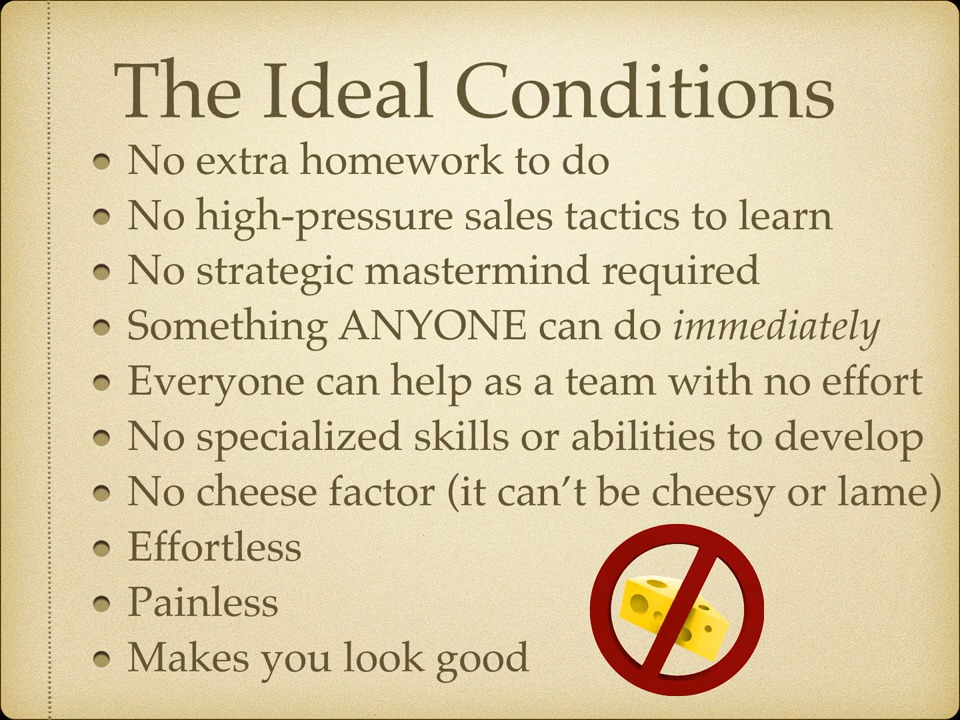 The Ideal Conditions
No extra homework to do
No high-pressure sales tactics to learn
No strategic mastermind required
Something ANYONE can do immediately
Everyone can help as a team with no effort
No specialized skills or abilities to develop
No cheese factor (it can’t be cheesy or lame)
Effortless
Painless
Makes you look good